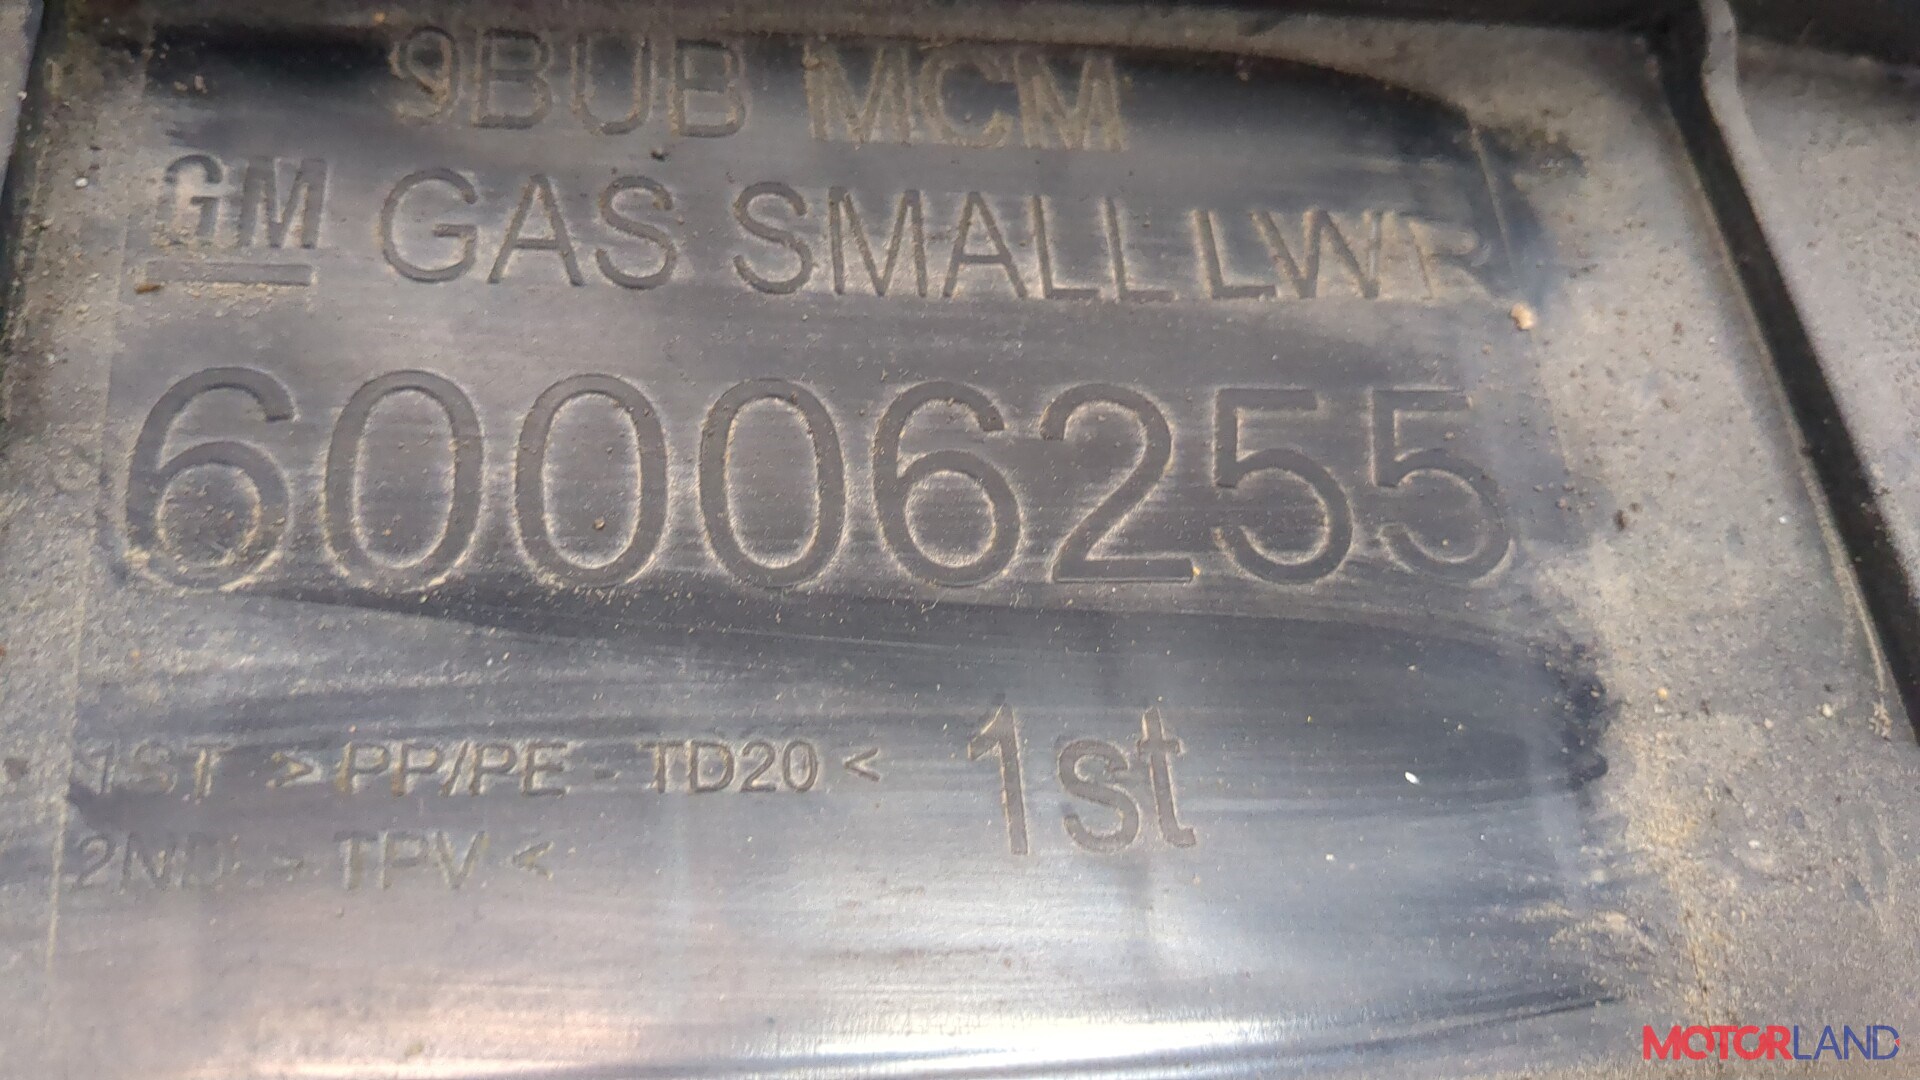 9BUB MCM
GM GAS SMALL LWR
60006255
1ST >PP/PE - TD20< 1st
2ND > TPV <
MOTORLAND